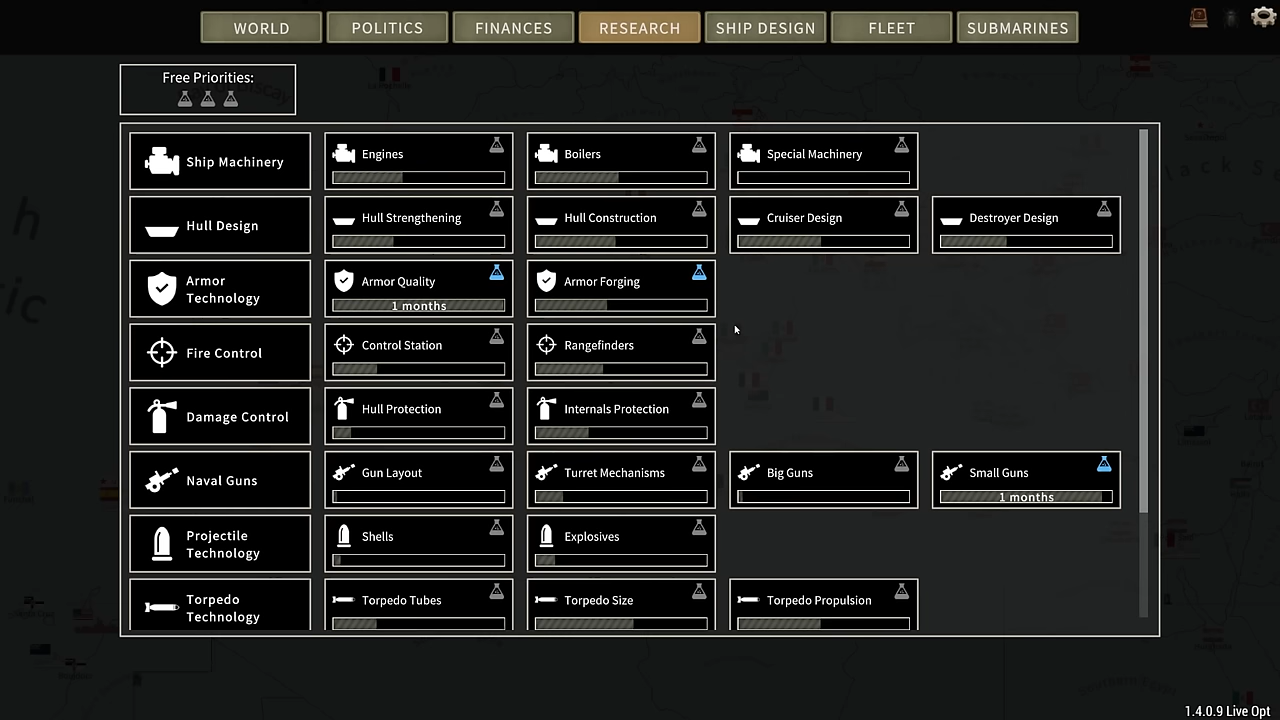 WORLD
POLITICS
FINANCES
RESEARCH
SHIP DESIGN
FLEET
SUBMARINES
Free Priorities:
Ship Machinery
Engines
Boilers
Special Machinery
Hull Design
Hull Strengthening
Hull Construction
Cruiser Design
Destroyer Design
Armor
Technology
Armor Quality
1 months
Armor Forging
Fire Control
Control Station
Rangefinders
Damage Control
Hull Protection
Internals Protection
Naval Guns
Gun Layout
Turret Mechanisms
Big Guns
Small Guns
1 months
Projectile
Technology
Shells
Explosives
Torpedo
Technology
Torpedo Tubes
Torpedo Size
Torpedo Propulsion
1.4.0.9 Live Opt